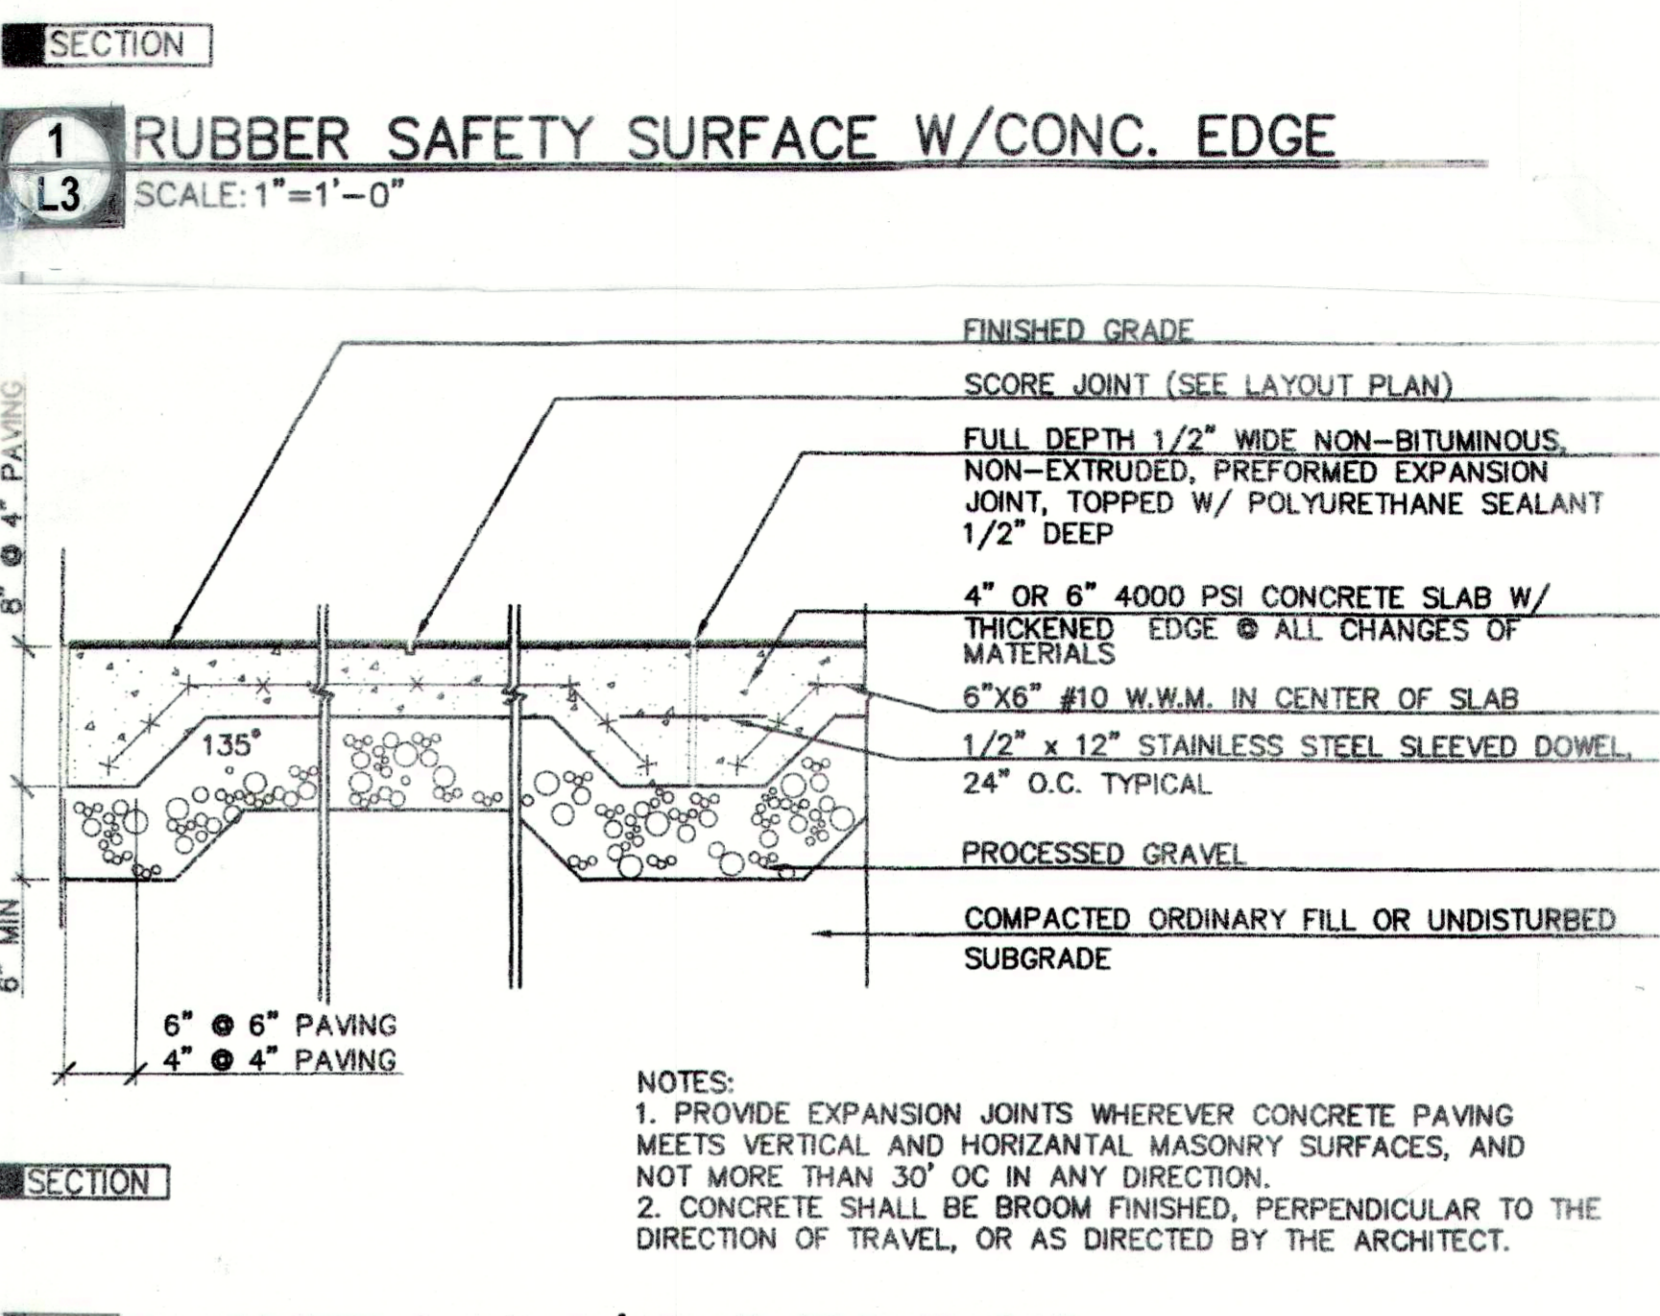 SECTION
1
L3
RUBBER SAFETY SURFACE W/CONC. EDGE
SCALE: 1"=1'-0"
FINISHED GRADE
SCORE JOINT (SEE LAYOUT PLAN)
FULL DEPTH 1/2" WIDE NON-BITUMINOUS,
NON-EXTRUDED, PREFORMED EXPANSION
JOINT, TOPPED W/ POLYURETHANE SEALANT
1/2" DEEP
4" OR 6" 4000 PSI CONCRETE SLAB W/
THICKENED EDGE @ ALL CHANGES OF
MATERIALS
6"X6" #10 W.W.M. IN CENTER OF SLAB
1/2" x 12" STAINLESS STEEL SLEEVED DOWEL,
24" O.C. TYPICAL
PROCESSED GRAVEL
COMPACTED ORDINARY FILL OR UNDISTURBED
SUBGRADE
8" @ 4" PAVING
135°
6" MIN
6" @ 6" PAVING
4" @ 4" PAVING
NOTES:
1. PROVIDE EXPANSION JOINTS WHEREVER CONCRETE PAVING
MEETS VERTICAL AND HORIZANTAL MASONRY SURFACES, AND
NOT MORE THAN 30' OC IN ANY DIRECTION.
2. CONCRETE SHALL BE BROOM FINISHED, PERPENDICULAR TO THE
DIRECTION OF TRAVEL, OR AS DIRECTED BY THE ARCHITECT.
SECTION